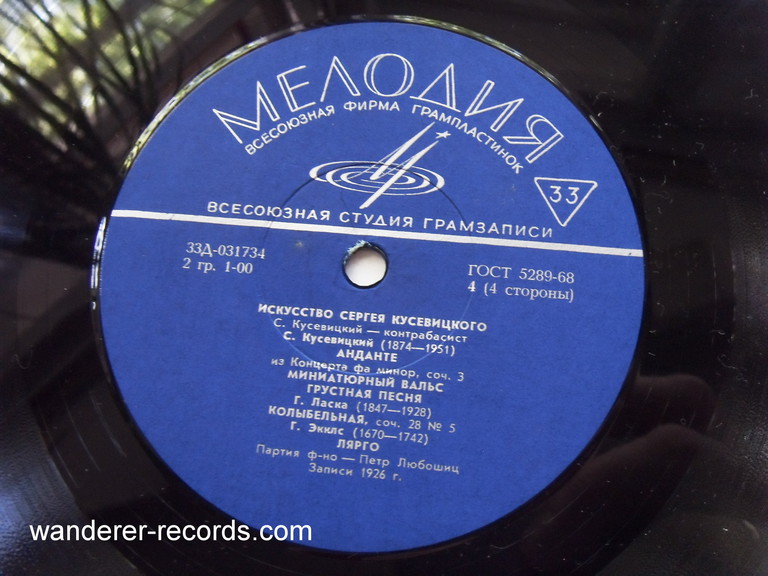 МЕЛОДИЯ
ВСЕСОЮЗНАЯ ФИРМА ГРАМПЛАСТИНОК
33
ВСЕСОЮЗНАЯ СТУДИЯ ГРАМЗАПИСИ
33Д-031734
2 гр. 1-00
ГОСТ 5289-68
4 (4 стороны)
ИСКУССТВО СЕРГЕЯ КУСЕВИЦКОГО
С. Кусевицкий — контрабасист
С. Кусевицкий (1874—1951)
АНДАНТЕ
из Концерта фа минор, соч. 3
МИНИАТЮРНЫЙ ВАЛЬС
ГРУСТНАЯ ПЕСНЯ
Г. Ласка (1847—1928)
КОЛЫБЕЛЬНАЯ, соч. 28 № 5
Г. Экклс (1670—1742)
ЛЯРГО
Партия ф-но — Петр Любошиц
Записи 1926 г.
wanderer-records.com